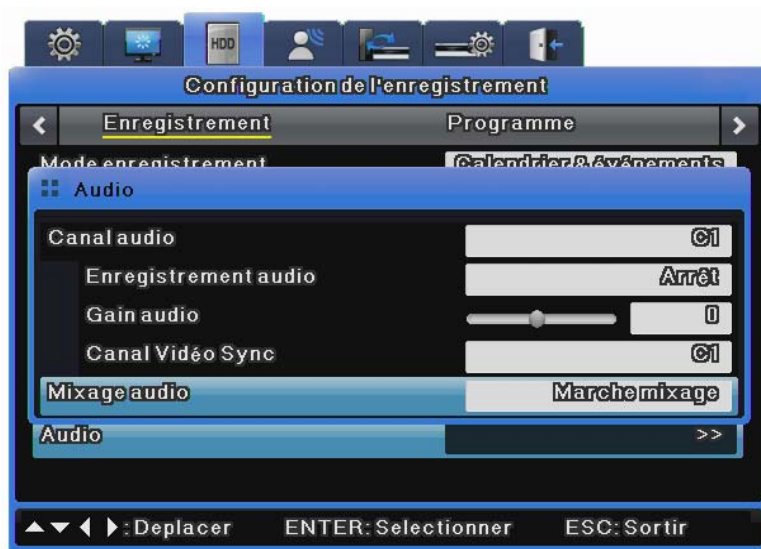 HDD
Configuration de l'enregistrement
Enregistrement Programme
Mode enregistrement Calendrier & événements
Audio
Canal audio C1
Enregistrement audio Arrêt
Gain audio 0
Canal Vidéo Sync C1
Mixage audio Marche mixage
Audio >>
:Deplacer ENTER:Selectionner ESC:Sortir